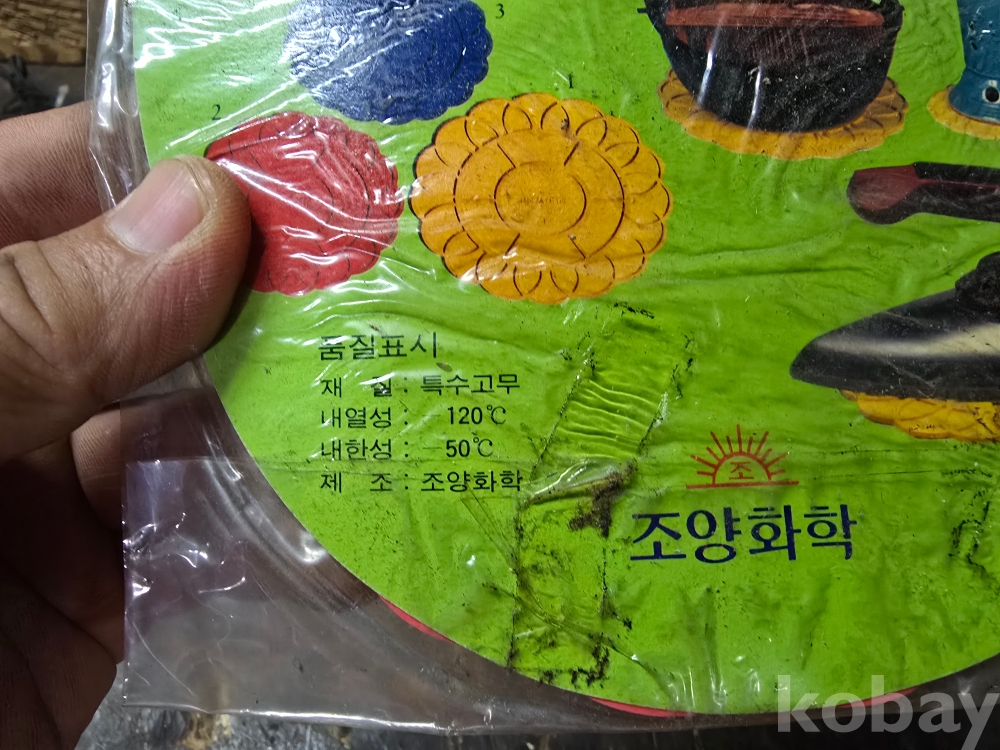 3
1
2
품질표시
재 질 : 특수고무
내열성 : 120℃
내한성 : -50℃
제 조 : 조양화학
조
조양화학
kobay